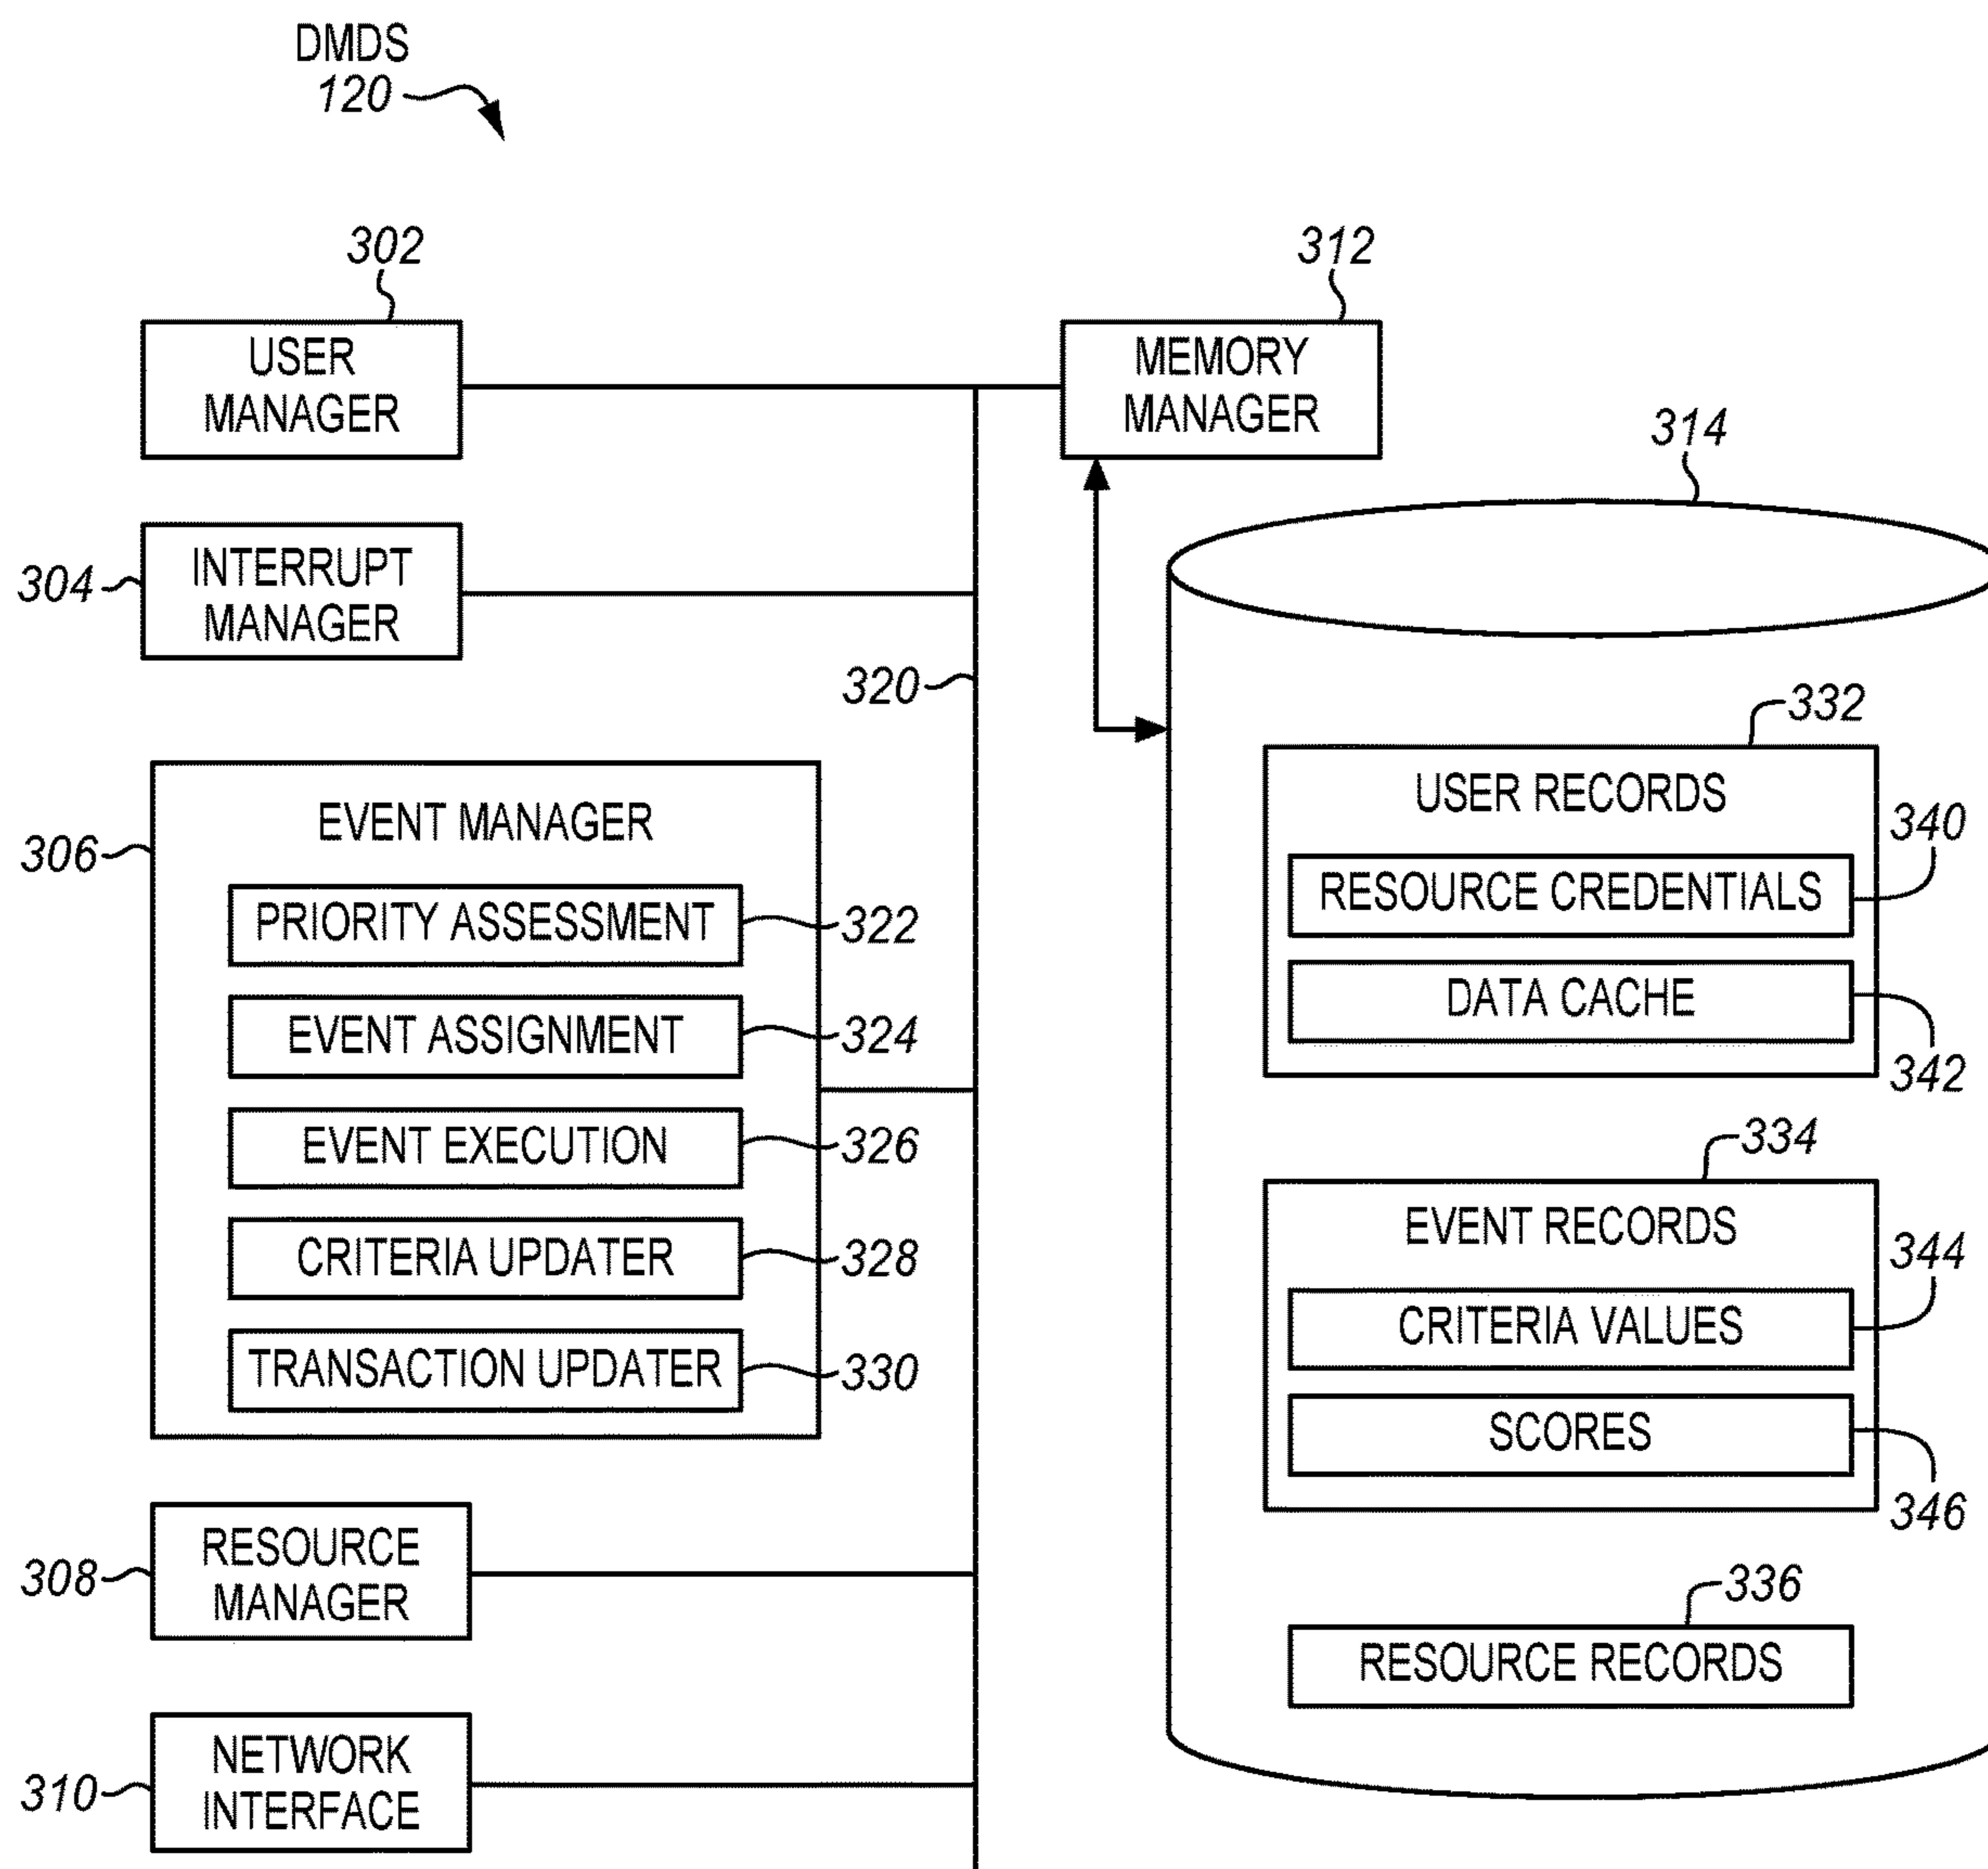 DMDS
120
302
312
USER
MANAGER
MEMORY
MANAGER
314
304
INTERRUPT
MANAGER
320
332
USER RECORDS
340
RESOURCE CREDENTIALS
DATA CACHE
342
306
EVENT MANAGER
PRIORITY ASSESSMENT
322
EVENT ASSIGNMENT
324
EVENT EXECUTION
326
CRITERIA UPDATER
328
TRANSACTION UPDATER
330
334
EVENT RECORDS
344
CRITERIA VALUES
SCORES
346
308
RESOURCE
MANAGER
336
RESOURCE RECORDS
310
NETWORK
INTERFACE